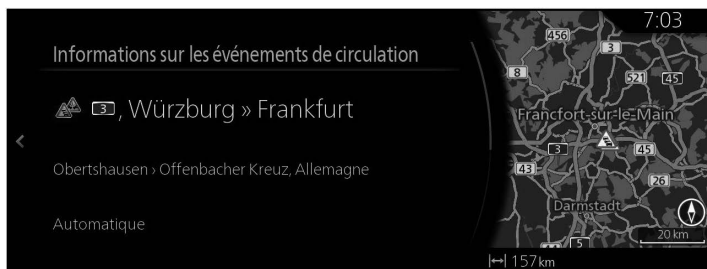 7:03
Informations sur les événements de circulation
3, Würzburg » Frankfurt
Obertshausen › Offenbacher Kreuz, Allemagne
Automatique
456
3
8
521
45
Francfort-sur-le-Main
3
45
43
26
Darmstadt
20 km
5
157 km